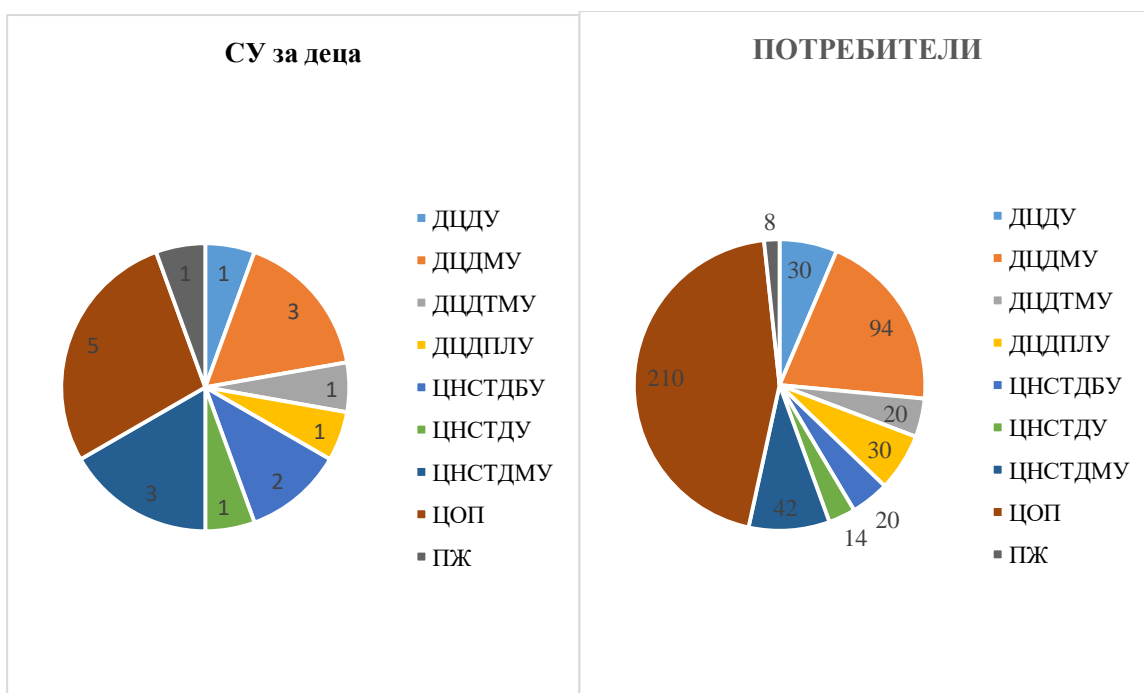 СУ за деца
1
3
1
1
2
1
3
5
1
ДЦДУ
ДЦДМУ
ДЦДТМУ
ДЦДПЛУ
ЦНСТДБУ
ЦНСТДУ
ЦНСТДМУ
ЦОП
ПЖ
ПОТРЕБИТЕЛИ
30
94
20
30
20
14
42
210
8
ДЦДУ
ДЦДМУ
ДЦДТМУ
ДЦДПЛУ
ЦНСТДБУ
ЦНСТДУ
ЦНСТДМУ
ЦОП
ПЖ